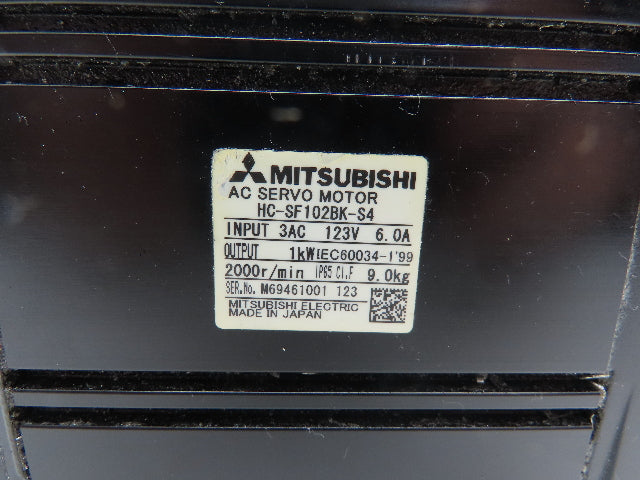 MITSUBISHI
AC SERVO MOTOR
HC-SF102BK-S4
INPUT 3AC 123V 6.0A
OUTPUT 1kW IEC60034-1'99
2000r/min IP65 Cl.F 9.0kg
SER.No. M69461001 123
MITSUBISHI ELECTRIC
MADE IN JAPAN